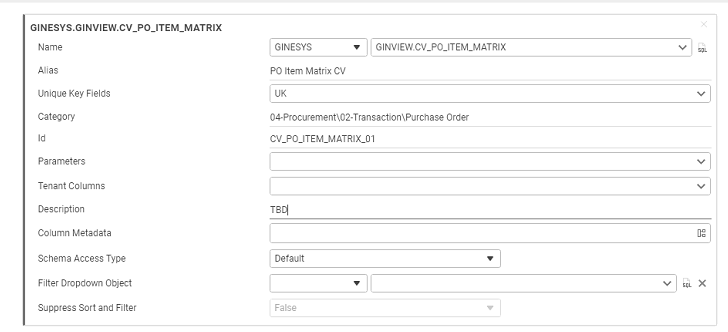 GINESYS.GINVIEW.CV_PO_ITEM_MATRIX
Name GINESYS GINVIEW.CV_PO_ITEM_MATRIX SQL
Alias PO Item Matrix CV
Unique Key Fields UK
Category 04-Procurement\02-Transaction\Purchase Order
Id CV_PO_ITEM_MATRIX_01
Parameters
Tenant Columns
Description TBD
Column Metadata
Schema Access Type Default
Filter Dropdown Object SQL
Suppress Sort and Filter False